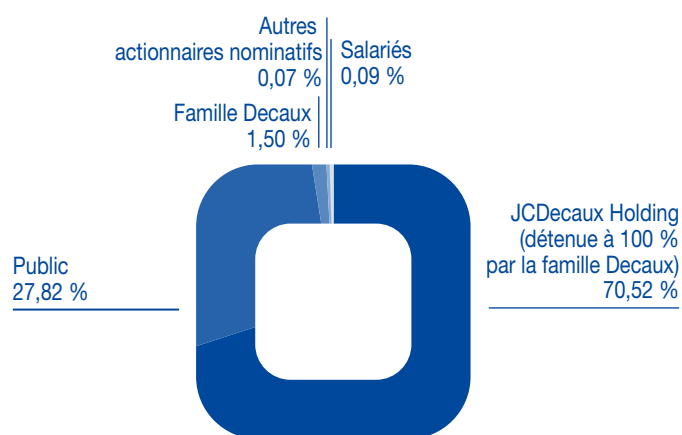 Autres
actionnaires nominatifs
0,07 %
Salariés
0,09 %
Famille Decaux
1,50 %
JCDecaux Holding
(détenue à 100 %
par la famille Decaux)
70,52 %
Public
27,82 %